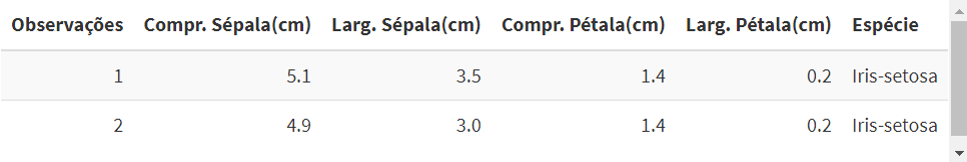 Observações Compr. Sépala(cm) Larg. Sépala(cm) Compr. Pétala(cm) Larg. Pétala(cm) Espécie
1 5.1 3.5 1.4 0.2 Iris-setosa
2 4.9 3.0 1.4 0.2 Iris-setosa